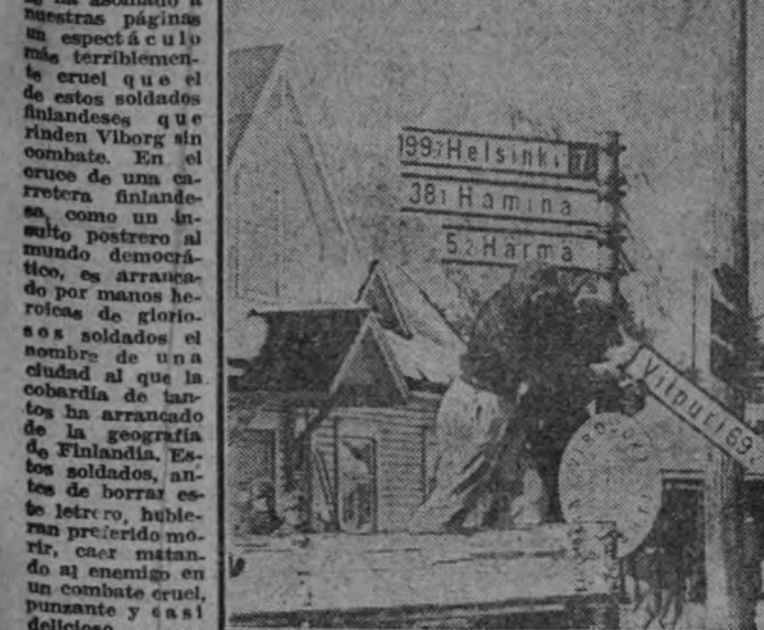 se ha asomado a
nuestras páginas
un espectáculo
más terriblemen-
te cruel que el
de estos soldados
finlandeses que
rinden Viborg sin
combate. En el
cruce de una ca-
rretera finlande-
sa, como un in-
sulto postrero al
mundo democrá-
tico, es arranca-
do por manos he-
roicas de glorio-
sos soldados el
nombre de una
ciudad al que la
cobardía de tan-
tos ha arrancado
de la geografía
de Finlandia. Es-
tos soldados, an-
tes de borrar es-
te letrero, hubie-
ran preferido mo-
rir, caer matan-
do al enemigo en
un combate cruel,
punzante y casi
delicioso
Helsinki 7
Hamina
5.2 Härmä
Viipuri 69